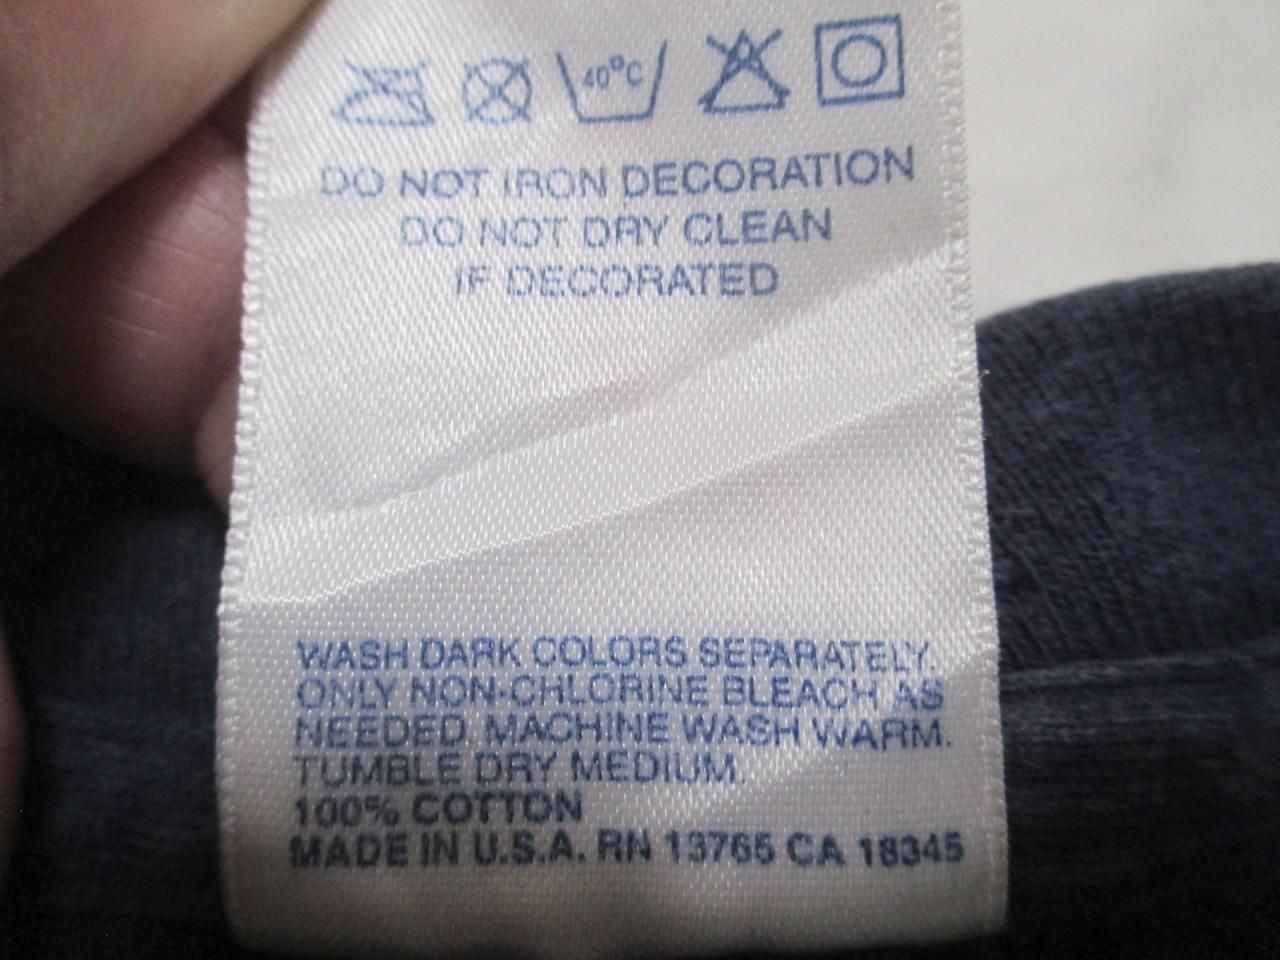 40°C
DO NOT IRON DECORATION
DO NOT DRY CLEAN
IF DECORATED
WASH DARK COLORS SEPARATELY.
ONLY NON-CHLORINE BLEACH AS
NEEDED. MACHINE WASH WARM.
TUMBLE DRY MEDIUM.
100% COTTON
MADE IN U.S.A. RN 13765 CA 18345